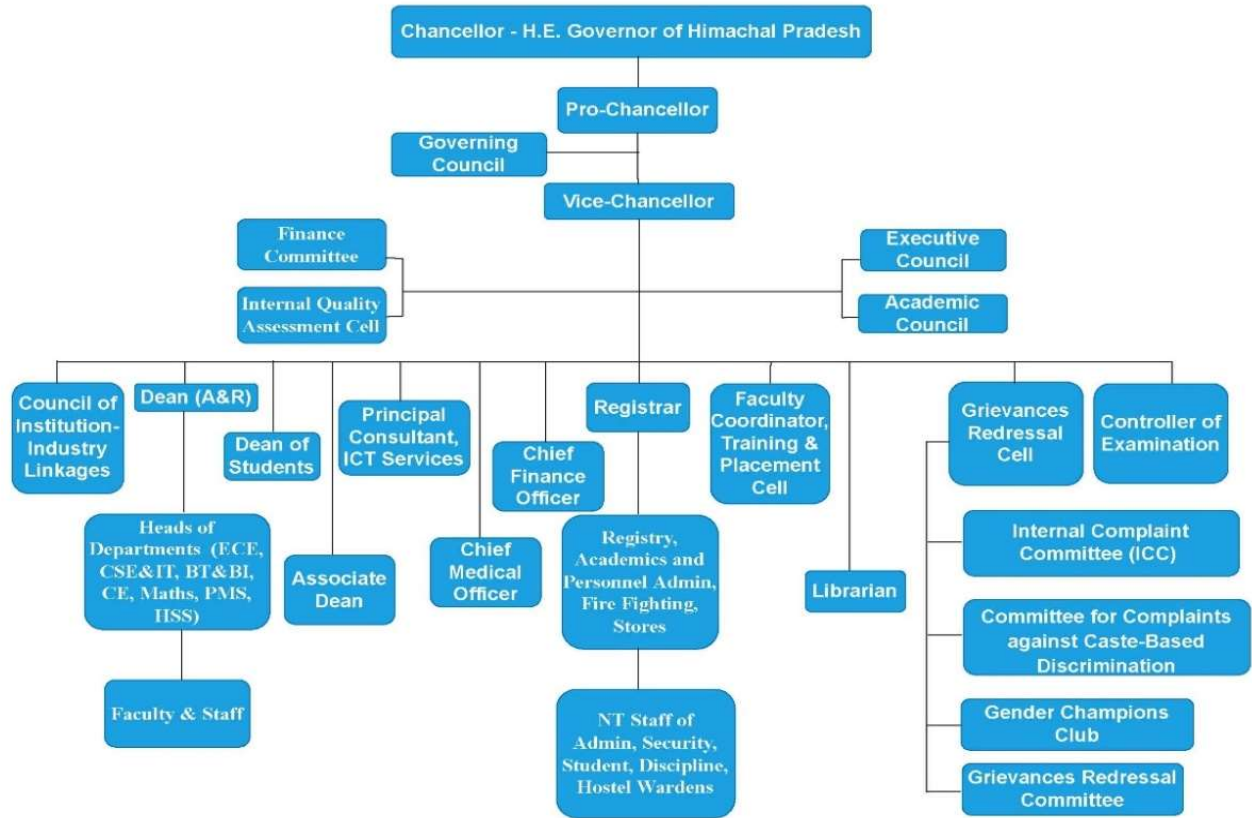 Chancellor - H.E. Governor of Himachal Pradesh
Pro-Chancellor
Governing
Council
Vice-Chancellor
Finance
Committee
Executive
Council
Internal Quality
Assessment Cell
Academic
Council
Council of
Institution-
Industry
Linkages
Dean (A&R)
Dean of
Students
Principal
Consultant,
ICT Services
Chief
Finance
Officer
Registrar
Faculty
Coordinator,
Training &
Placement
Cell
Grievances
Redressal
Cell
Controller of
Examination
Heads of
Departments (ECE,
CSE&IT, BT&BI,
CE, Maths, PMS,
HSS)
Associate
Dean
Chief
Medical
Officer
Registry,
Academics and
Personnel Admin,
Fire Fighting,
Stores
Librarian
Internal Complaint
Committee (ICC)
Committee for Complaints
against Caste-Based
Discrimination
Faculty & Staff
NT Staff of
Admin, Security,
Student, Discipline,
Hostel Wardens
Gender Champions
Club
Grievances Redressal
Committee